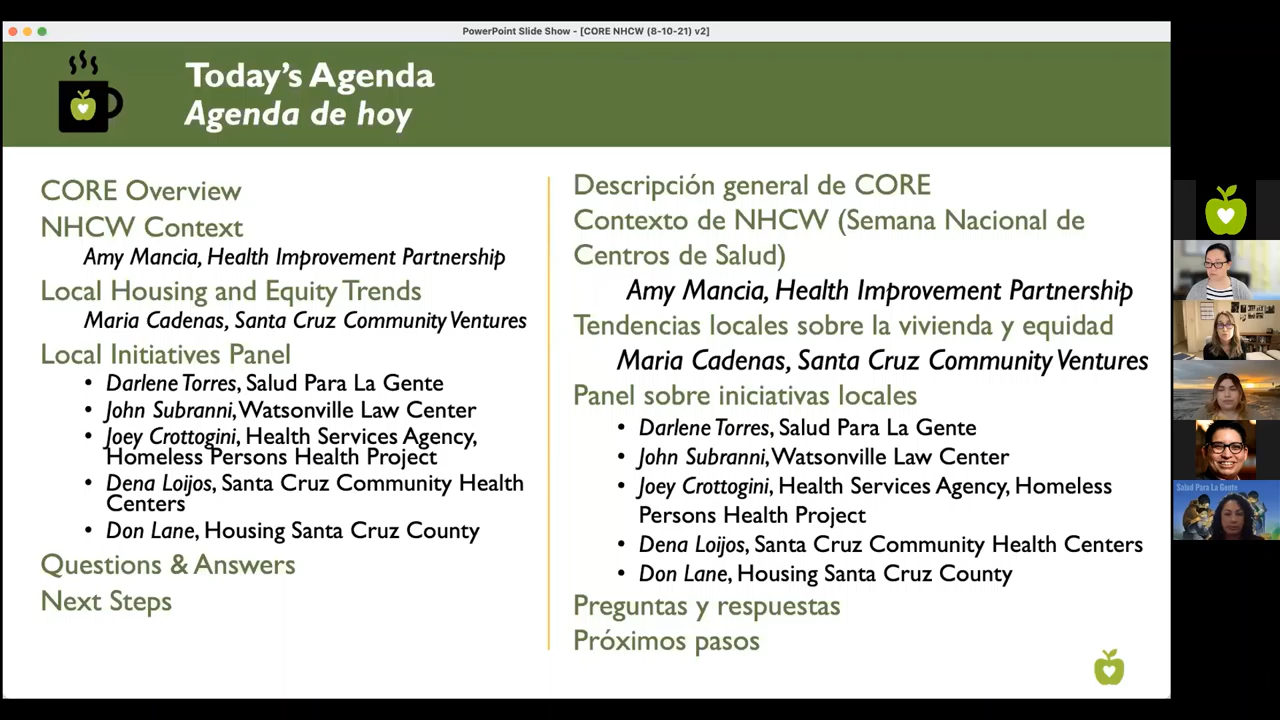 PowerPoint Slide Show - [CORE NHCW (8-10-21) v2]
Today's Agenda
Agenda de hoy
CORE Overview
NHCW Context
Amy Mancia, Health Improvement Partnership
Local Housing and Equity Trends
Maria Cadenas, Santa Cruz Community Ventures
Local Initiatives Panel
• Darlene Torres, Salud Para La Gente
• John Subranni, Watsonville Law Center
• Joey Crottogini, Health Services Agency,
Homeless Persons Health Project
• Dena Loijos, Santa Cruz Community Health
Centers
• Don Lane, Housing Santa Cruz County
Questions & Answers
Next Steps
Descripción general de CORE
Contexto de NHCW (Semana Nacional de
Centros de Salud)
Amy Mancia, Health Improvement Partnership
Tendencias locales sobre la vivienda y equidad
Maria Cadenas, Santa Cruz Community Ventures
Panel sobre iniciativas locales
• Darlene Torres, Salud Para La Gente
• John Subranni, Watsonville Law Center
• Joey Crottogini, Health Services Agency, Homeless
Persons Health Project
• Dena Loijos, Santa Cruz Community Health Centers
• Don Lane, Housing Santa Cruz County
Preguntas y respuestas
Próximos pasos
Salud Para La Gente